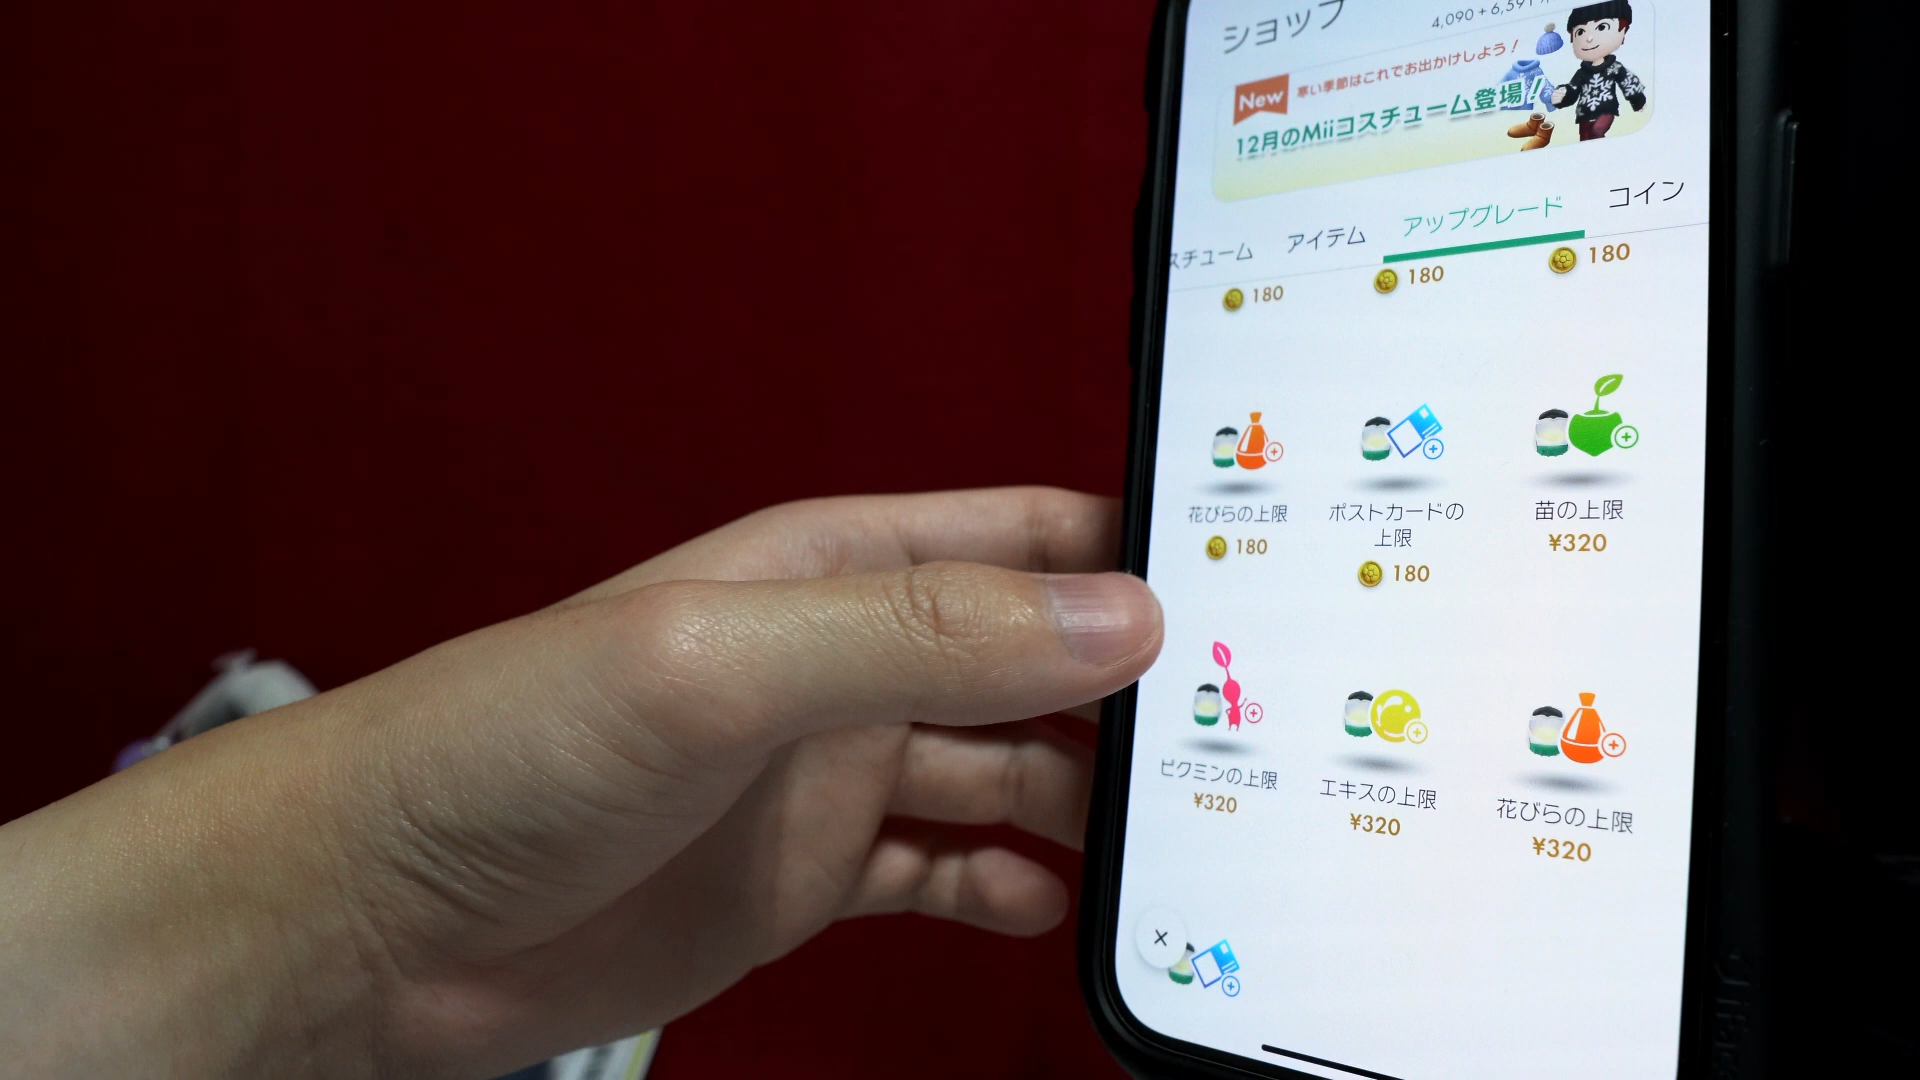 ショップ
4,090 + 6,591
New
寒い季節はこれでお出かけしよう！
12月のMiiコスチューム登場！
スチューム
アイテム
アップグレード
コイン
180
180
180
花びらの上限
180
ポストカードの
上限
180
苗の上限
¥320
ピクミンの上限
¥320
エキスの上限
¥320
花びらの上限
¥320
×